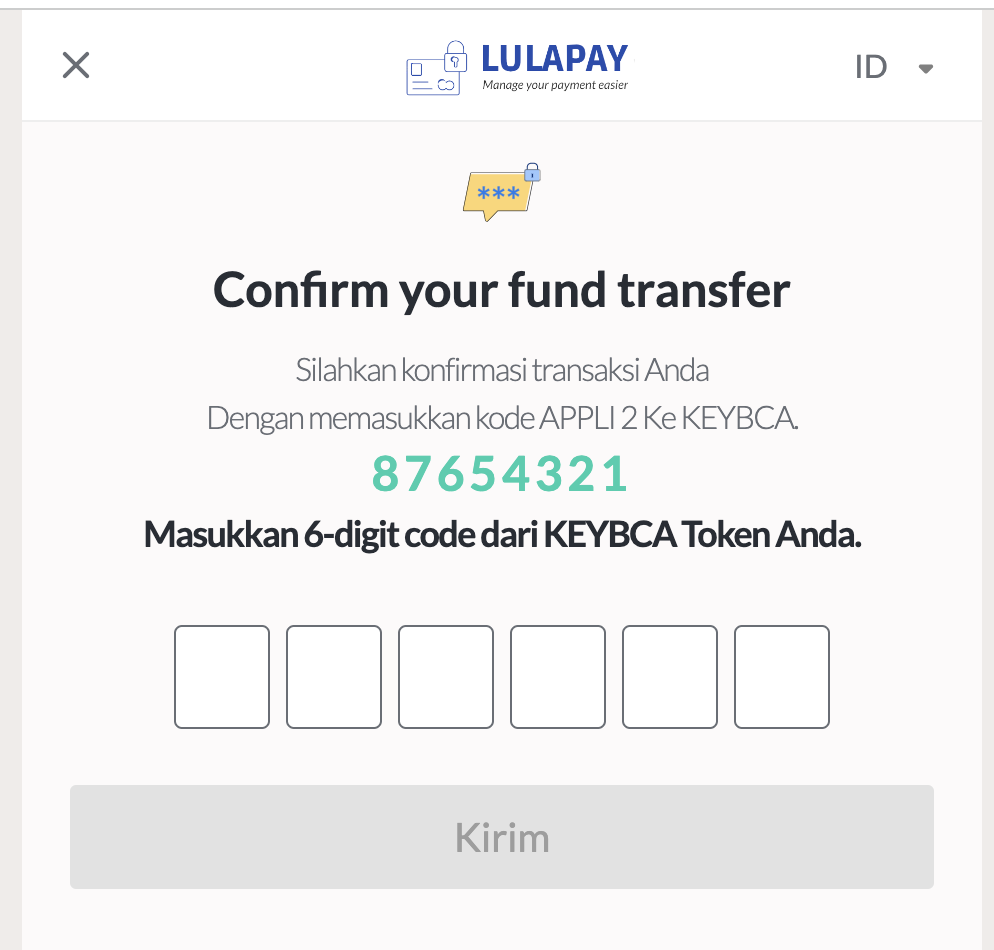 LULAPAY
Manage your payment easier
ID
***
Confirm your fund transfer
Silahkan konfirmasi transaksi Anda
Dengan memasukkan kode APPLI 2 Ke KEYBCA.
87654321
Masukkan 6-digit code dari KEYBCA Token Anda.
Kirim